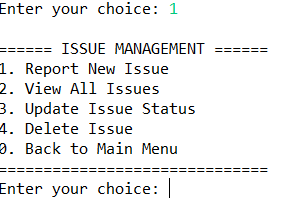 Enter your choice: 1
====== ISSUE MANAGEMENT ======
1. Report New Issue
2. View All Issues
3. Update Issue Status
4. Delete Issue
0. Back to Main Menu
==============================
Enter your choice: